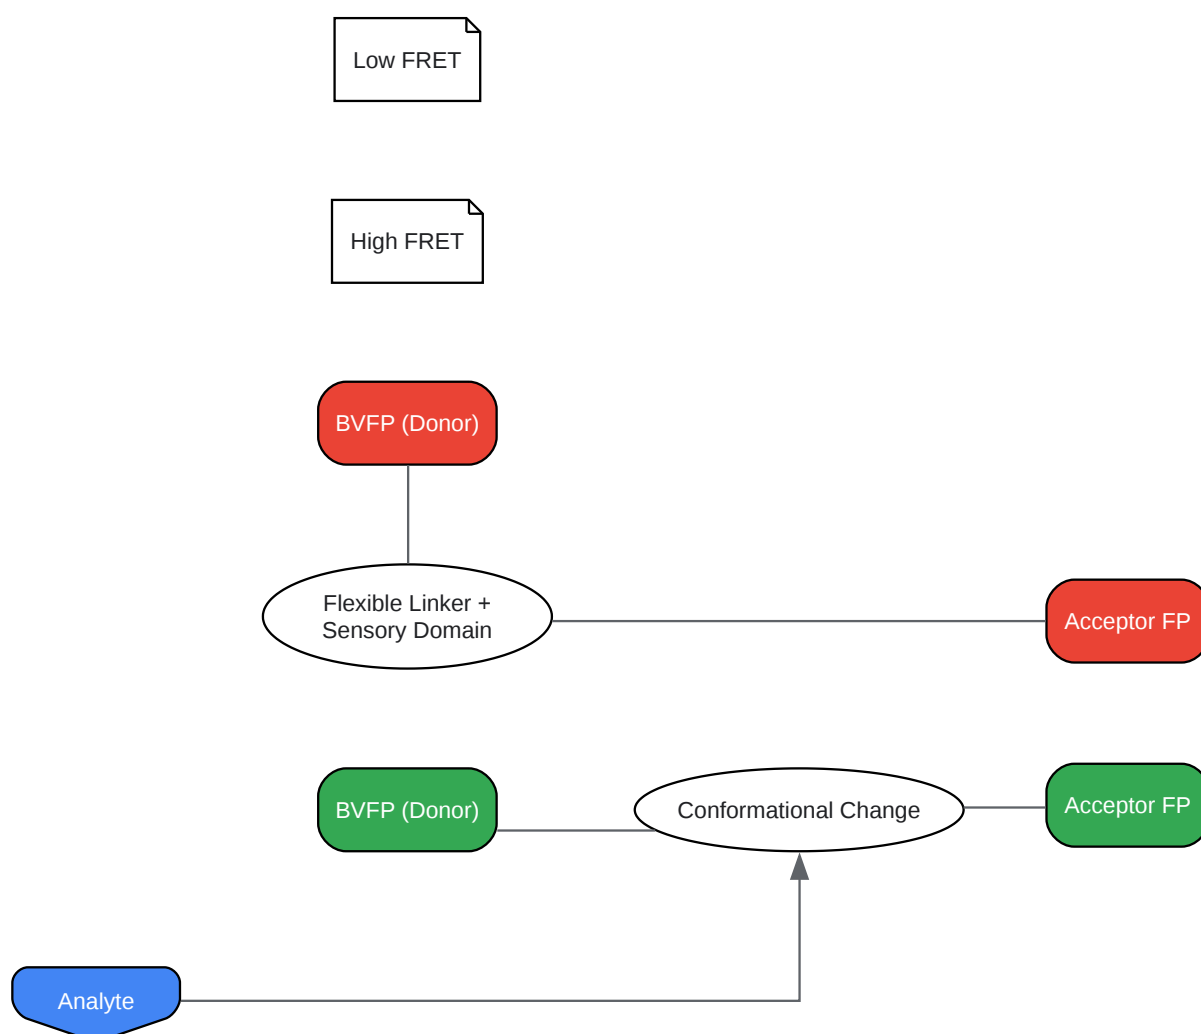 Low FRET
High FRET
BVFP (Donor)
Flexible Linker +
Sensory Domain
Acceptor FP
BVFP (Donor)
Conformational Change
Acceptor FP
Analyte